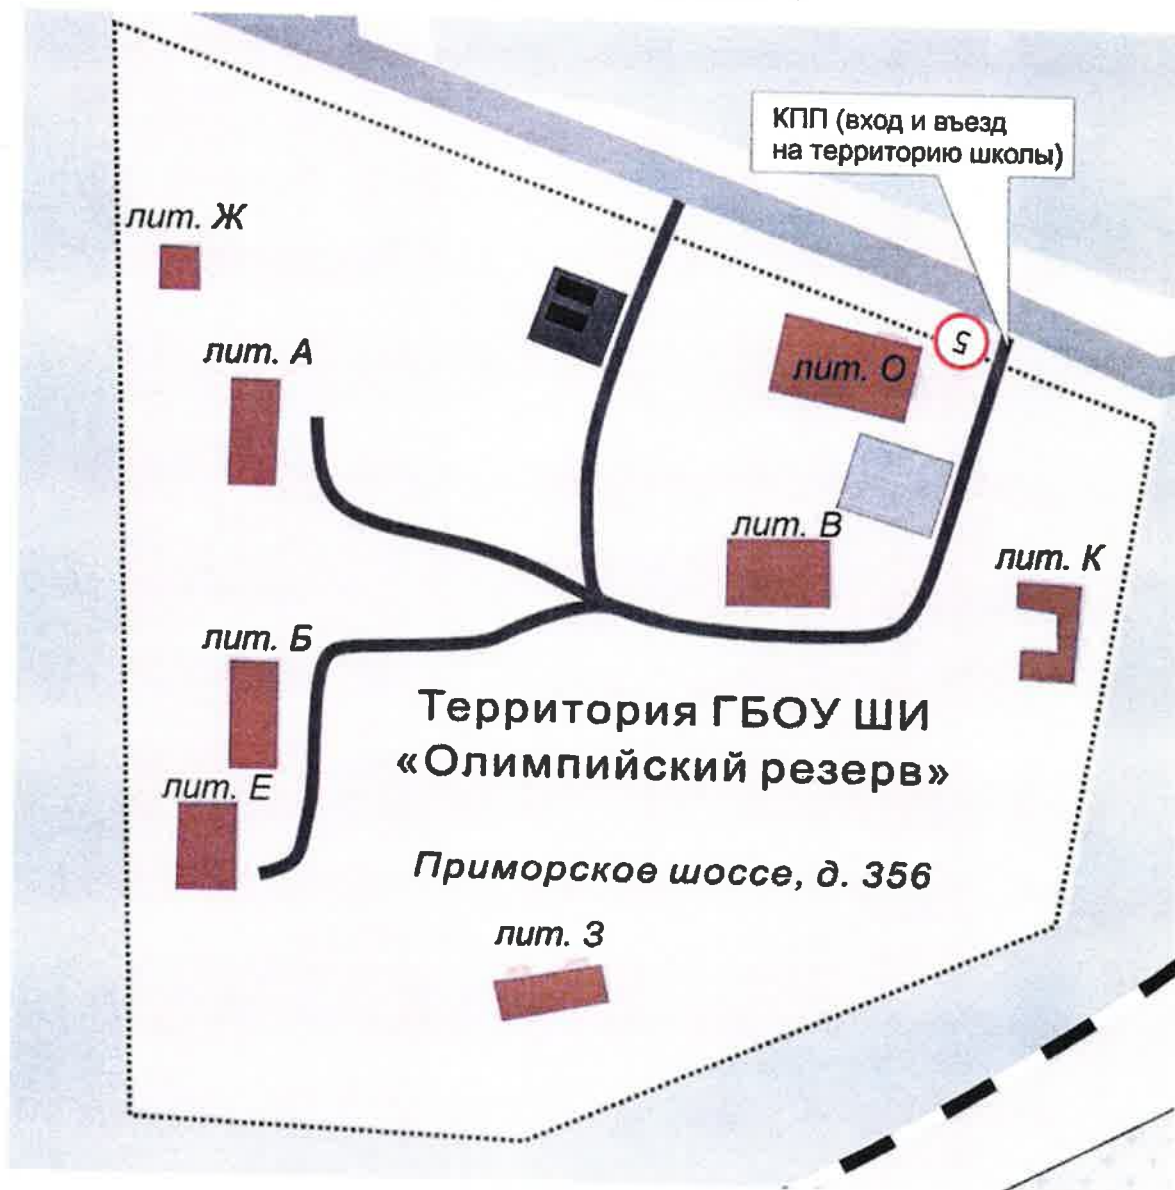 КПП (вход и въезд
на территорию школы)
лит. Ж
5
лит. А
лит. О
лит. В
лит. К
лит. Б
Территория ГБОУ ШИ
«Олимпийский резерв»
лит. Е
Приморское шоссе, д. 356
лит. З